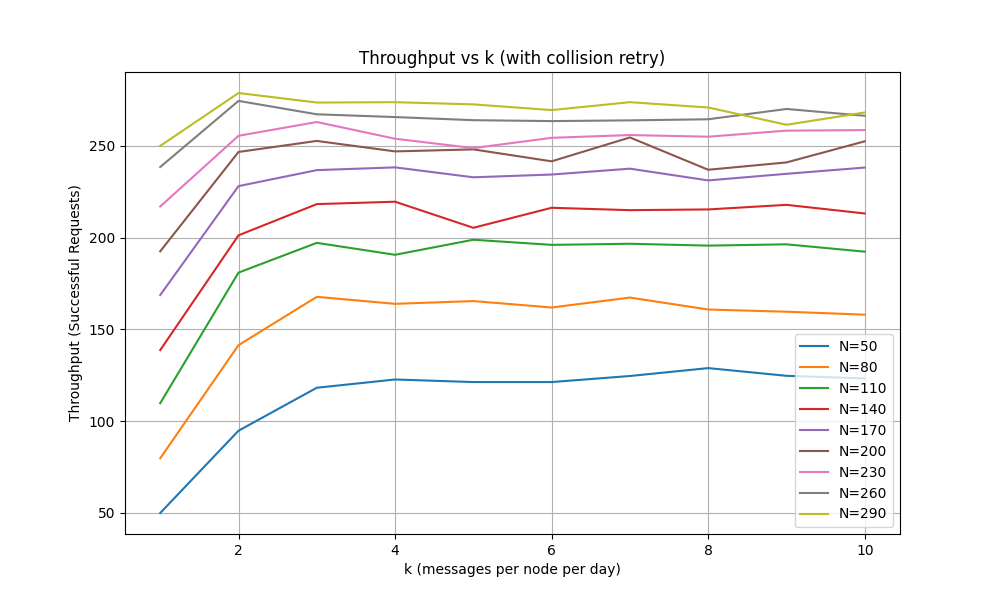 Throughput vs k (with collision retry)
Throughput (Successful Requests)
250
200
150
100
50
2
4
6
8
10
k (messages per node per day)
N=50
N=80
N=110
N=140
N=170
N=200
N=230
N=260
N=290